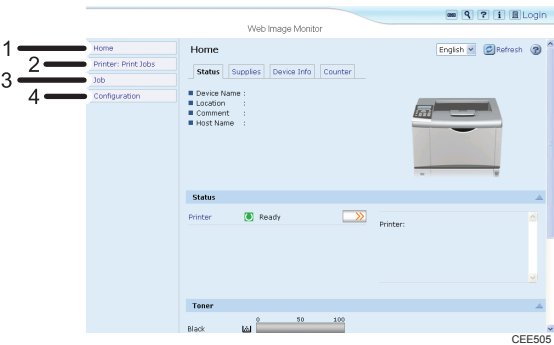 Login
Web Image Monitor
1
Home
2
Printer: Print Jobs
3
Job
4
Configuration
Home
English
Refresh
Status
Supplies
Device Info
Counter
Device Name :
Location :
Comment :
Host Name :
Status
Printer
Ready
Printer:
Toner
0 50 100
Black
CEE505